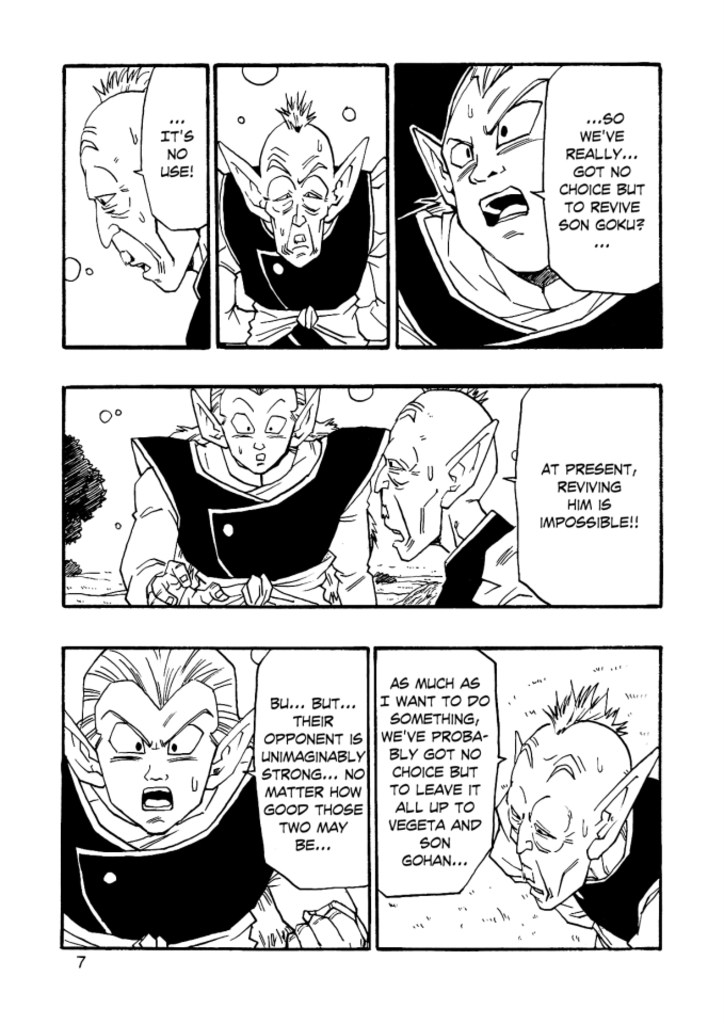 ...SO
WE'VE
REALLY...
GOT NO
CHOICE BUT
TO REVIVE
SON GOKU?
...
...
IT'S
NO
USE!
AT PRESENT,
REVIVING
HIM IS
IMPOSSIBLE!!
AS MUCH AS
I WANT TO DO
SOMETHING,
WE'VE PROBA-
BLY GOT NO
CHOICE BUT
TO LEAVE IT
ALL UP TO
VEGETA AND
SON
GOHAN...
BU... BUT...
THEIR
OPPONENT IS
UNIMAGINABLY
STRONG... NO
MATTER HOW
GOOD THOSE
TWO MAY
BE...
7